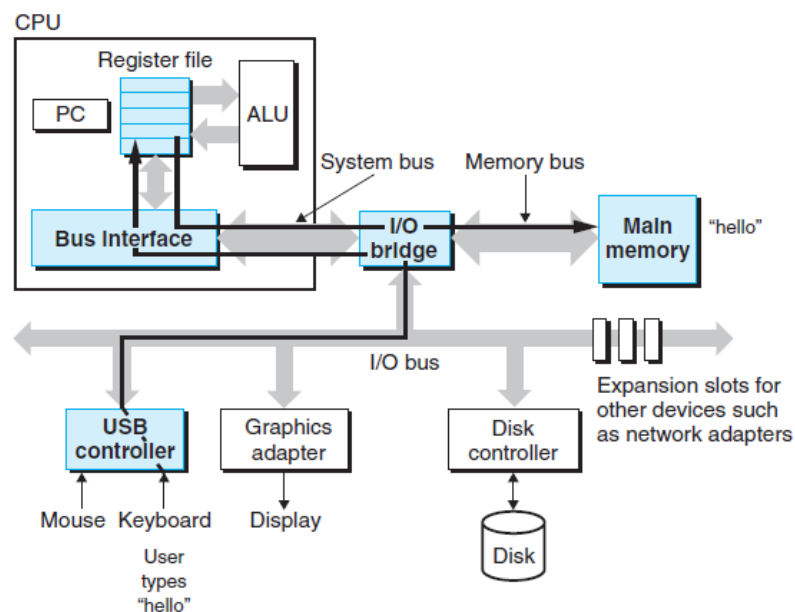 CPU
Register file
PC
ALU
System bus
Memory bus
Bus interface
I/O
bridge
Main
memory
"hello"
I/O bus
Expansion slots for
other devices such
as network adapters
USB
controller
Graphics
adapter
Disk
controller
Mouse
Keyboard
Display
Disk
User
types
"hello"